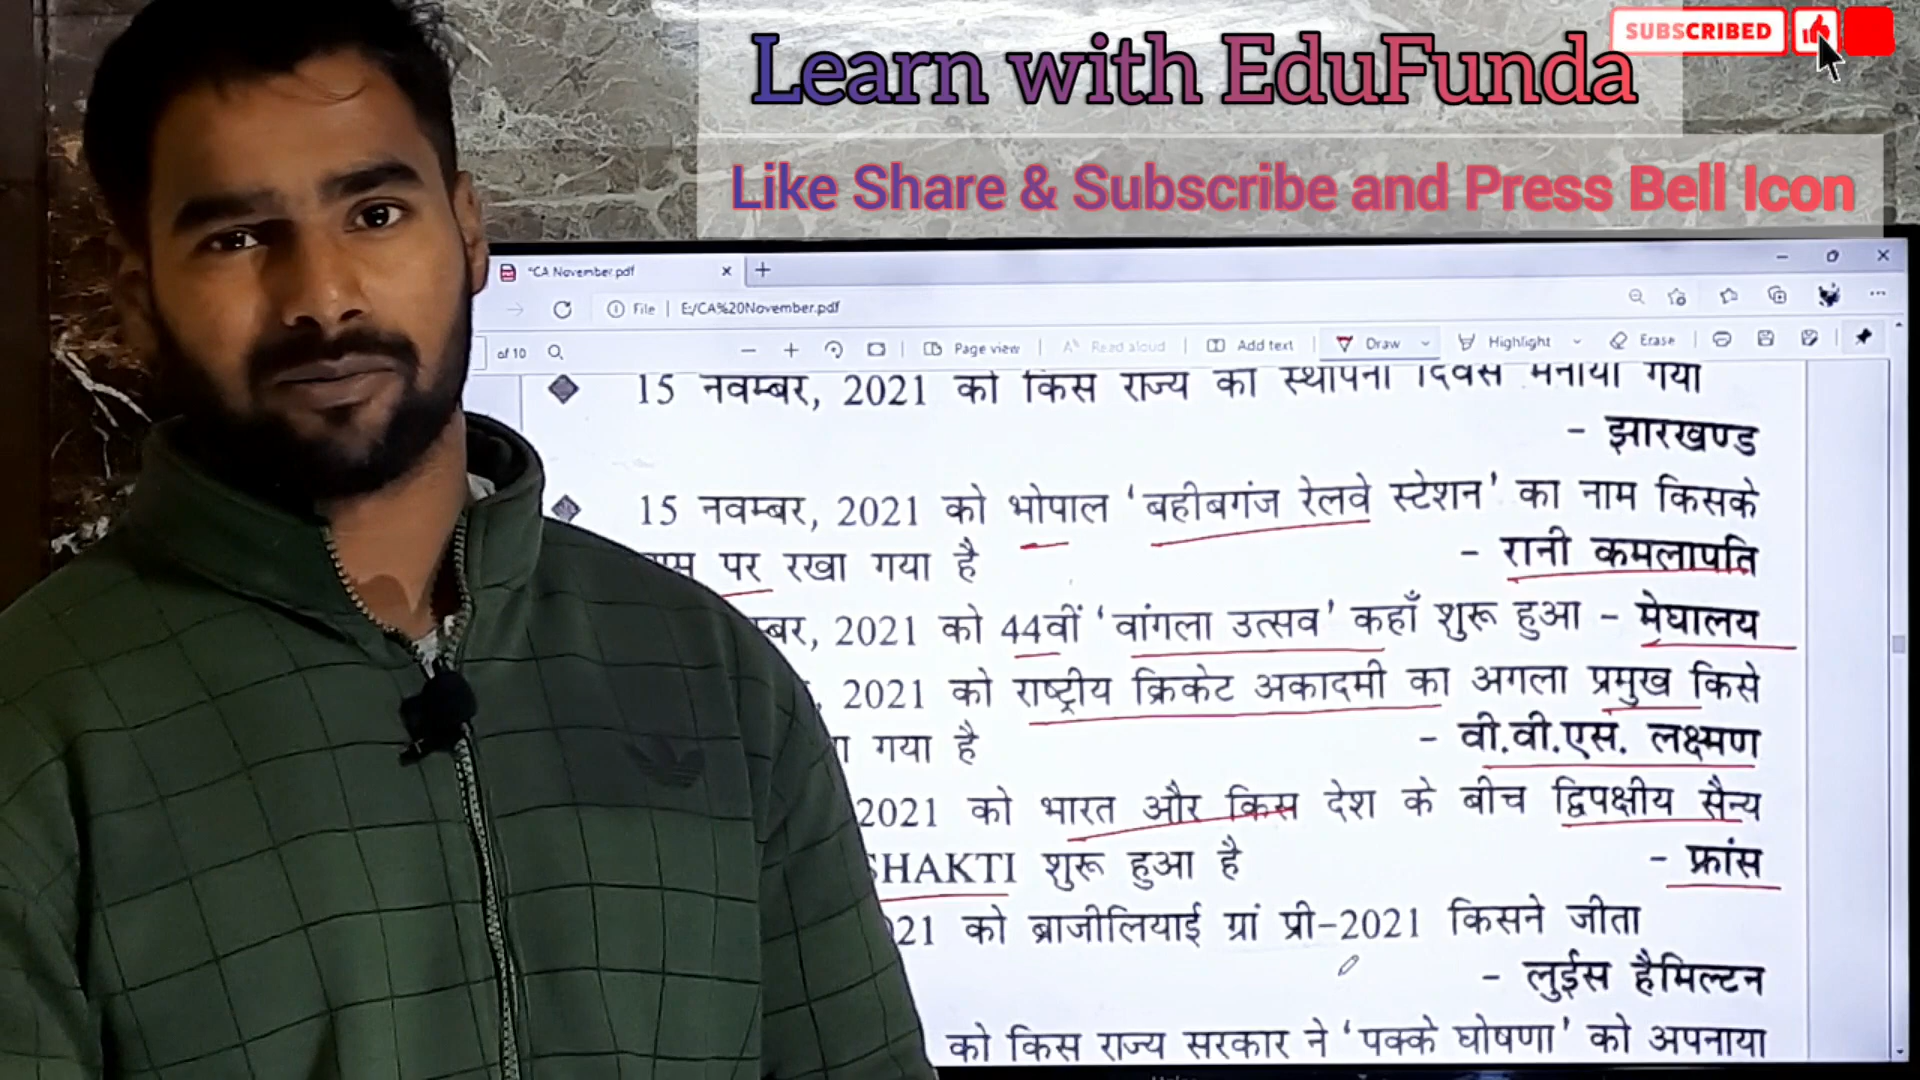 SUBSCRIBED
Learn with EduFunda
Like Share & Subscribe and Press Bell Icon
*CA November.pdf
File | E:/CA%20November.pdf
of 10 Page view Read aloud Add text Draw Highlight Erase
15 नवम्बर, 2021 को किस राज्य का स्थापना दिवस मनाया गया
- झारखण्ड
15 नवम्बर, 2021 को भोपाल ‘बहीबगंज रेलवे स्टेशन’ का नाम किसके
पर रखा गया है - रानी कमलापति
2021 को 44वीं ‘वांगला उत्सव’ कहाँ शुरू हुआ - मेघालय
2021 को राष्ट्रीय क्रिकेट अकादमी का अगला प्रमुख किसे
गया है - वी.वी.एस. लक्ष्मण
2021 को भारत और किस देश के बीच द्विपक्षीय सैन्य
SHAKTI शुरू हुआ है - फ्रांस
21 को ब्राजीलियाई ग्रां प्री-2021 किसने जीता
- लुईस हैमिल्टन
को किस राज्य सरकार ने ‘पक्के घोषणा’ को अपनाया